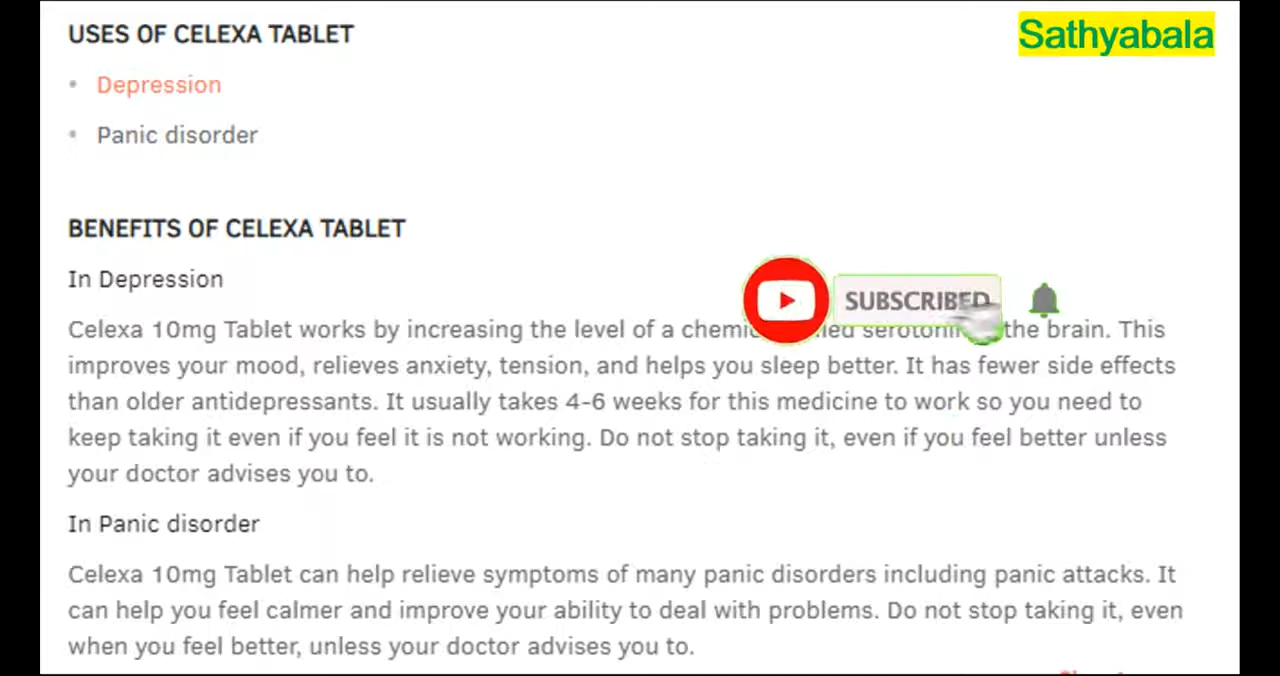 USES OF CELEXA TABLET
Sathyabala
• Depression
• Panic disorder
BENEFITS OF CELEXA TABLET
In Depression
SUBSCRIBED
Celexa 10mg Tablet works by increasing the level of a the brain. This
improves your mood, relieves anxiety, tension, and helps you sleep better. It has fewer side effects
than older antidepressants. It usually takes 4-6 weeks for this medicine to work so you need to
keep taking it even if you feel it is not working. Do not stop taking it, even if you feel better unless
your doctor advises you to.
In Panic disorder
Celexa 10mg Tablet can help relieve symptoms of many panic disorders including panic attacks. It
can help you feel calmer and improve your ability to deal with problems. Do not stop taking it, even
when you feel better, unless your doctor advises you to.